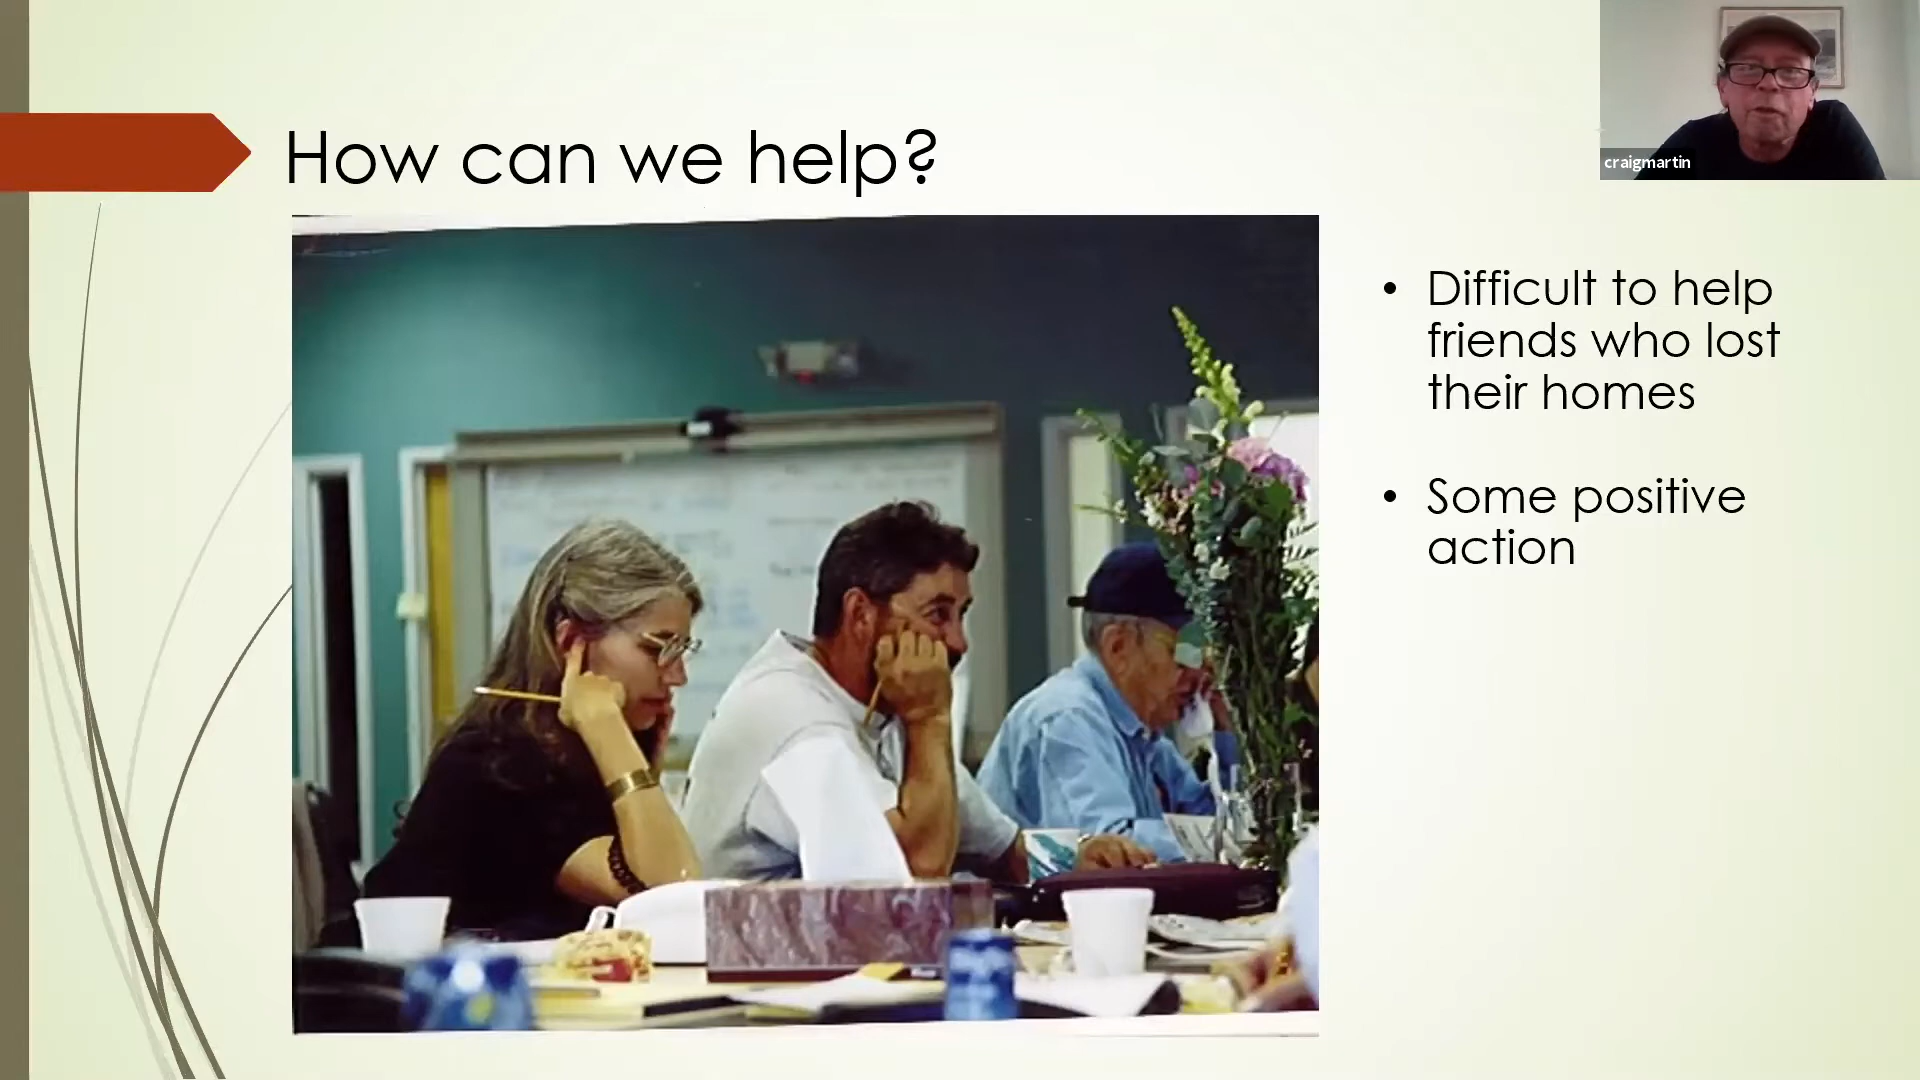 How can we help?
craigmartin
• Difficult to help
friends who lost
their homes
• Some positive
action